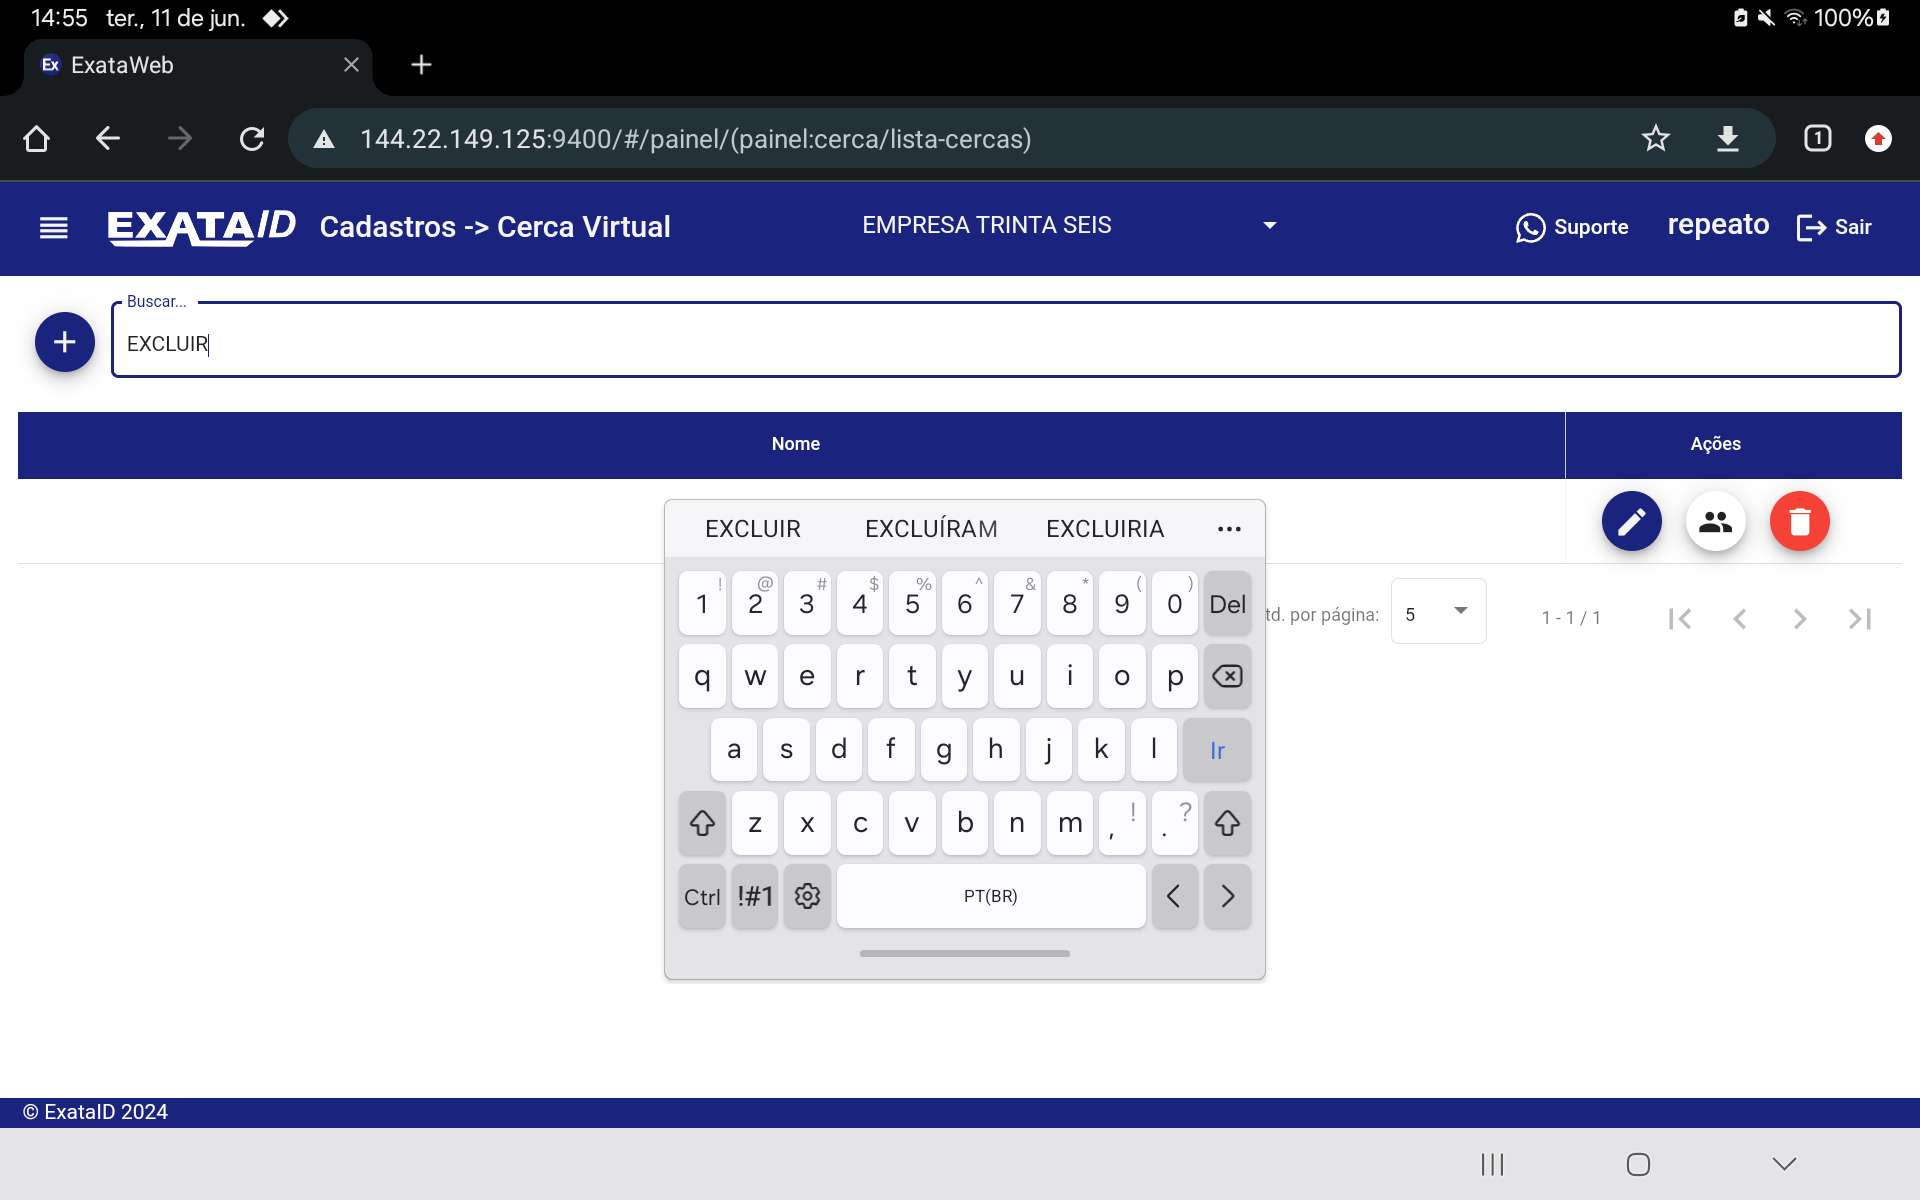 14:55 ter., 11 de jun. 100%
Ex ExataWeb
144.22.149.125:9400/#/painel/(painel:cerca/lista-cercas) 1
EXATAID Cadastros -> Cerca Virtual EMPRESA TRINTA SEIS Suporte repeato Sair
Buscar...
EXCLUIR
Nome Ações
EXCLUIR EXCLUÍRAM EXCLUIRIA
! @ # $ % ^ & * ( )
1 2 3 4 5 6 7 8 9 0 Del
td. por página: 5 1 - 1 / 1
q w e r t y u i o p
a s d f g h j k l Ir
z x c v b n m , ! . ?
Ctrl !#1 PT(BR)
© ExataID 2024